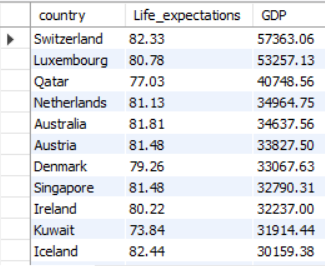 country Life_expectations GDP
Switzerland 82.33 57363.06
Luxembourg 80.78 53257.13
Qatar 77.03 40748.56
Netherlands 81.13 34964.75
Australia 81.81 34637.56
Austria 81.48 33827.50
Denmark 79.26 33067.63
Singapore 81.48 32790.31
Ireland 80.22 32237.00
Kuwait 73.84 31914.44
Iceland 82.44 30159.38